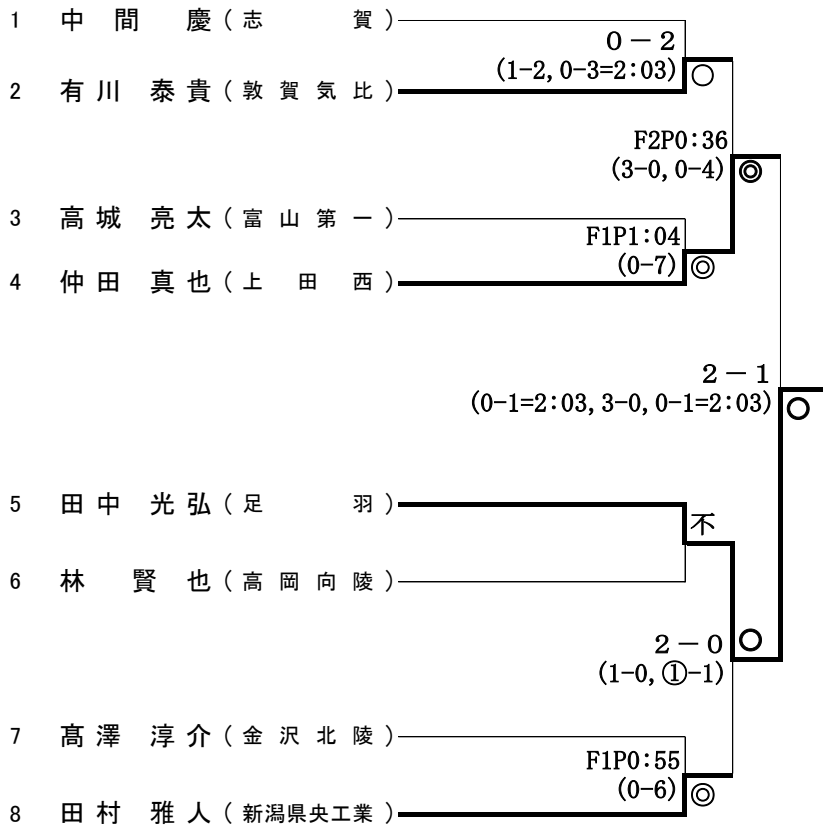 1 中間 慶（志 賀）
0－2
(1-2, 0-3=2:03)
○
2 有川 泰貴（敦賀気比）
F2P0:36
(3-0, 0-4)
◎
3 高城 亮太（富山第一）
F1P1:04
(0-7)
◎
4 仲田 真也（上田西）
2－1
(0-1=2:03, 3-0, 0-1=2:03)
○
5 田中 光弘（足 羽）
不
6 林 賢也（高岡向陵）
2－0
○
(1-0, ①-1)
7 髙澤 淳介（金沢北陵）
F1P0:55
(0-6)
◎
8 田村 雅人（新潟県央工業）